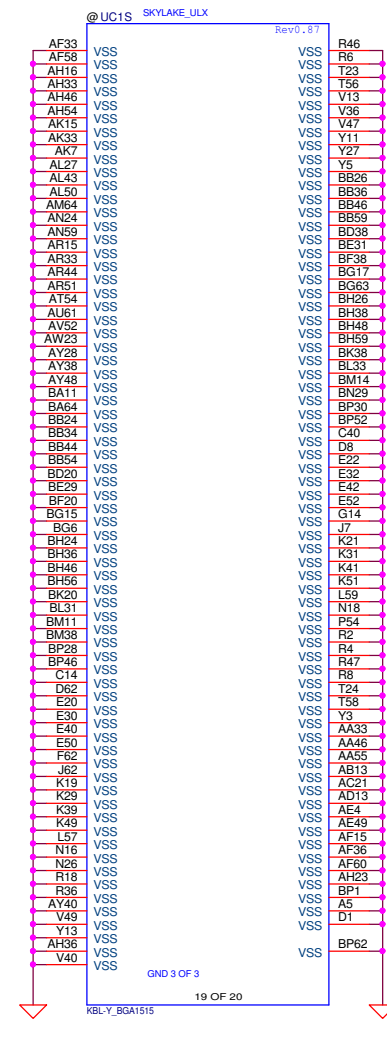 @ UC1S SKYLAKE_ULX
Rev0.87
AF33 VSS VSS R46
AF58 VSS VSS R6
AH16 VSS VSS T23
AH33 VSS VSS T56
AH46 VSS VSS V13
AH54 VSS VSS V36
AK15 VSS VSS V47
AK33 VSS VSS Y11
AK7 VSS VSS Y27
AL27 VSS VSS Y5
AL43 VSS VSS BB26
AL50 VSS VSS BB36
AM64 VSS VSS BB46
AN24 VSS VSS BB59
AN59 VSS VSS BD38
AR15 VSS VSS BE31
AR33 VSS VSS BF38
AR44 VSS VSS BG17
AR51 VSS VSS BG63
AT54 VSS VSS BH26
AU61 VSS VSS BH38
AV52 VSS VSS BH48
AW23 VSS VSS BH59
AY28 VSS VSS BK38
AY38 VSS VSS BL33
AY48 VSS VSS BM14
BA11 VSS VSS BN29
BA64 VSS VSS BP30
BB24 VSS VSS BP52
BB34 VSS VSS C40
BB44 VSS VSS D8
BB54 VSS VSS E22
BD20 VSS VSS E32
BE29 VSS VSS E42
BF20 VSS VSS E52
BG15 VSS VSS G14
BG6 VSS VSS J7
BH24 VSS VSS K21
BH36 VSS VSS K31
BH46 VSS VSS K41
BH56 VSS VSS K51
BK20 VSS VSS L59
BL31 VSS VSS N18
BM11 VSS VSS P54
BM38 VSS VSS R2
BP28 VSS VSS R4
BP46 VSS VSS R47
C14 VSS VSS R8
D62 VSS VSS T24
E20 VSS VSS T58
E30 VSS VSS Y3
E40 VSS VSS AA33
E50 VSS VSS AA46
F62 VSS VSS AA55
J62 VSS VSS AB13
K19 VSS VSS AC21
K29 VSS VSS AD13
K39 VSS VSS AE4
K49 VSS VSS AE49
L57 VSS VSS AF15
N16 VSS VSS AF36
N26 VSS VSS AF60
R18 VSS VSS AH23
R36 VSS VSS BP1
AY40 VSS VSS A5
V49 VSS VSS D1
Y13 VSS
AH36 VSS VSS BP62
V40 VSS
GND 3 OF 3
19 OF 20
KBL-Y_BGA1515